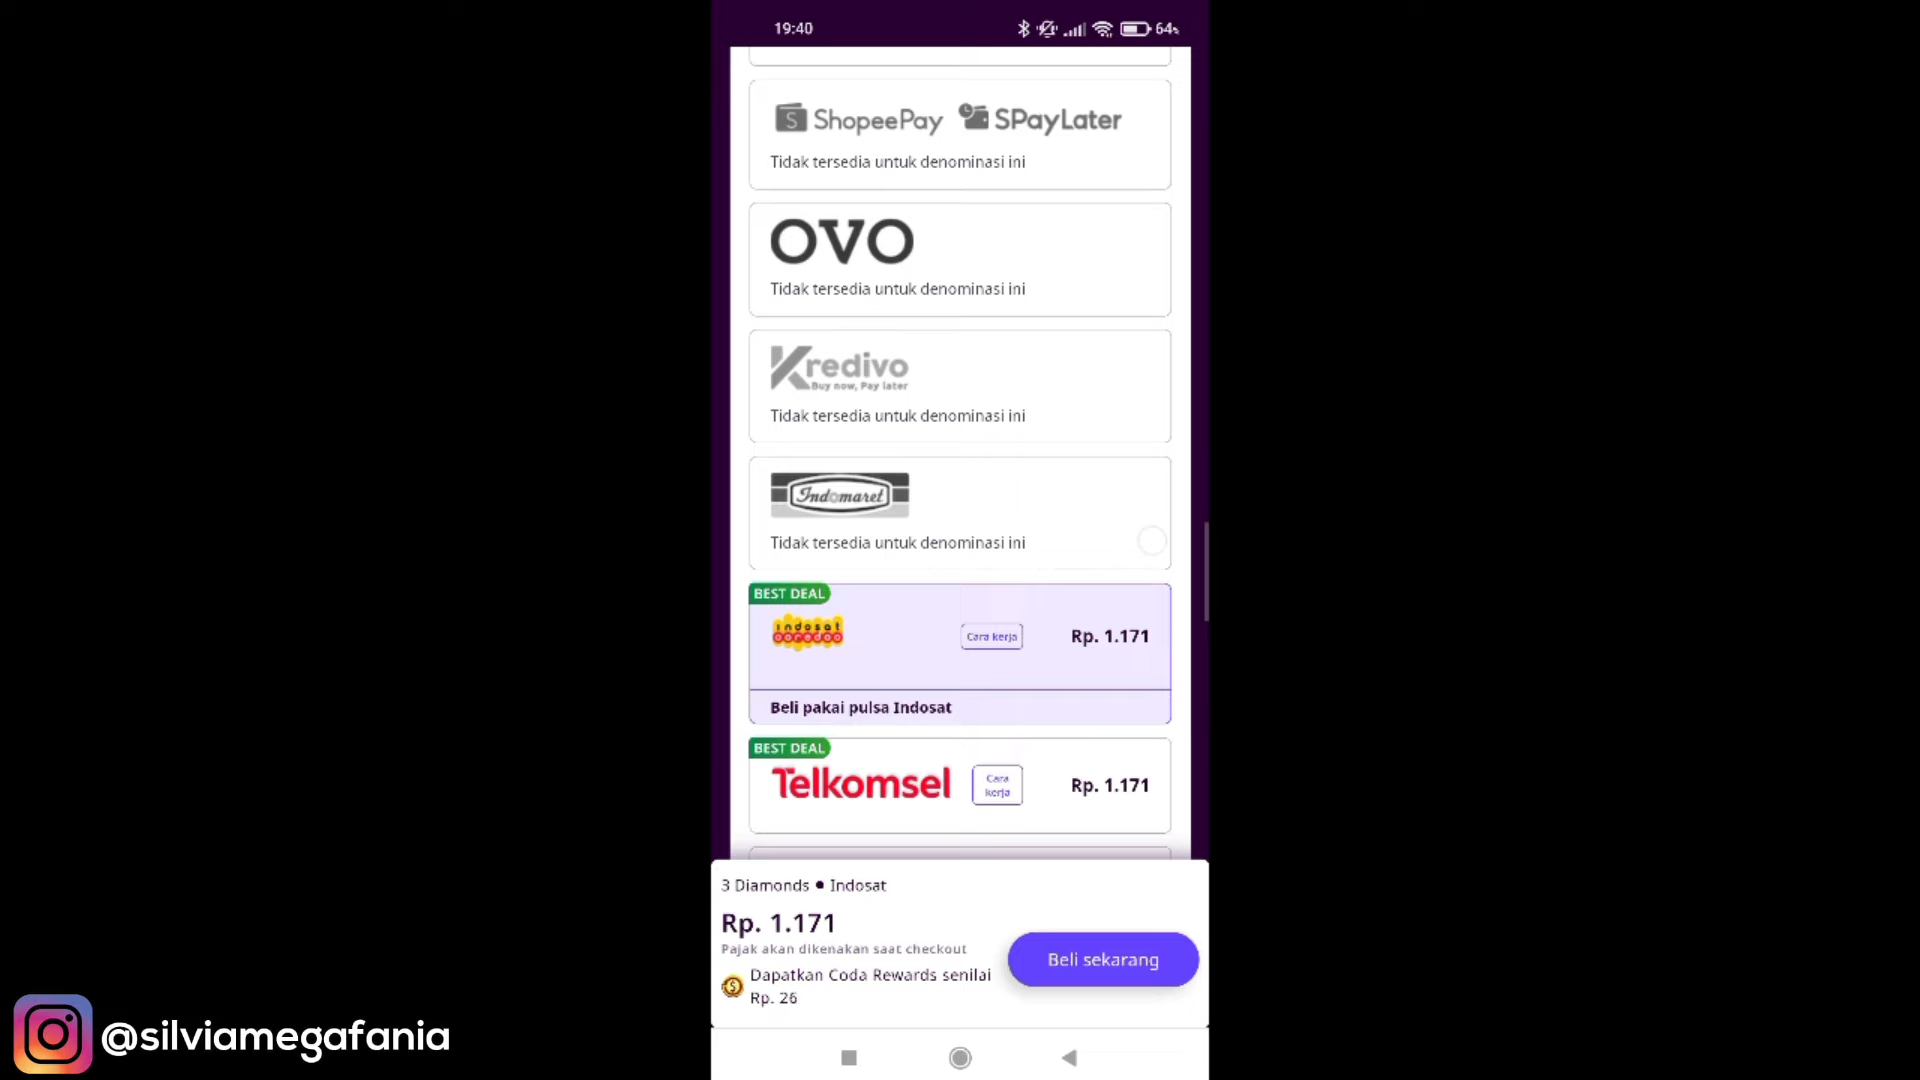 19:40
64%
ShopeePay SPayLater
Tidak tersedia untuk denominasi ini
OVO
Tidak tersedia untuk denominasi ini
Kredivo
Buy now, Pay later
Tidak tersedia untuk denominasi ini
Indomaret
Tidak tersedia untuk denominasi ini
BEST DEAL
indosat
ooredoo
Cara kerja
Rp. 1.171
Beli pakai pulsa Indosat
BEST DEAL
Telkomsel
Cara
kerja
Rp. 1.171
3 Diamonds ● Indosat
Rp. 1.171
Pajak akan dikenakan saat checkout
Dapatkan Coda Rewards senilai
Rp. 26
Beli sekarang
@silviamegafania